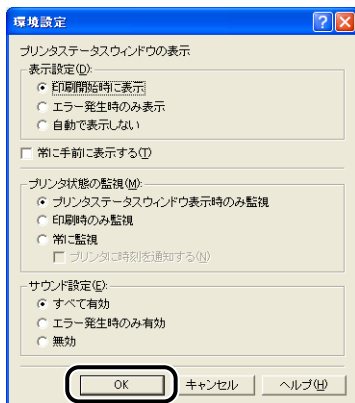 環境設定
プリンタステータスウィンドウの表示
表示設定(D):
印刷開始時に表示
エラー発生時のみ表示
自動で表示しない
常に手前に表示する(T)
プリンタ状態の監視(M):
プリンタステータスウィンドウ表示時のみ監視
印刷時のみ監視
常に監視
プリンタに時刻を通知する(N)
サウンド設定(E):
すべて有効
エラー発生時のみ有効
無効
OK キャンセル ヘルプ(H)